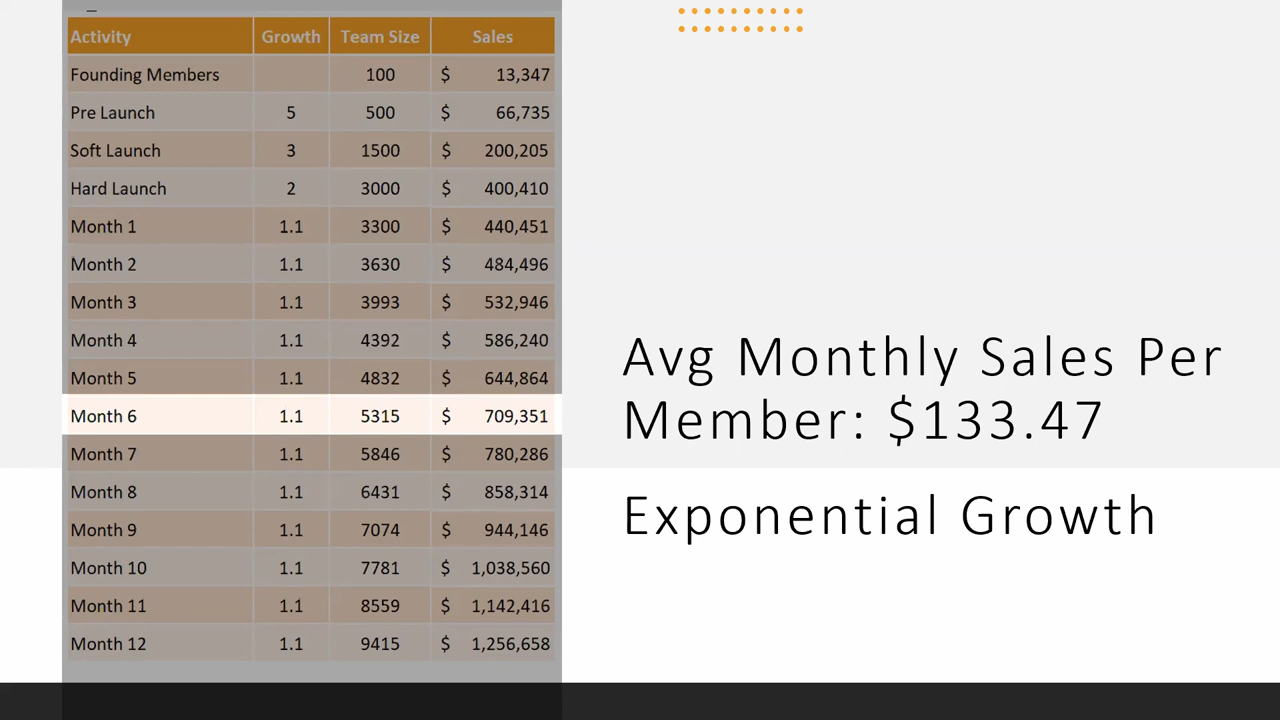 Activity Growth Team Size Sales
Founding Members 100 $ 13,347
Pre Launch 5 500 $ 66,735
Soft Launch 3 1500 $ 200,205
Hard Launch 2 3000 $ 400,410
Month 1 1.1 3300 $ 440,451
Month 2 1.1 3630 $ 484,496
Month 3 1.1 3993 $ 532,946
Month 4 1.1 4392 $ 586,240
Month 5 1.1 4832 $ 644,864
Month 6 1.1 5315 $ 709,351
Month 7 1.1 5846 $ 780,286
Month 8 1.1 6431 $ 858,314
Month 9 1.1 7074 $ 944,146
Month 10 1.1 7781 $ 1,038,560
Month 11 1.1 8559 $ 1,142,416
Month 12 1.1 9415 $ 1,256,658
Avg Monthly Sales Per
Member: $133.47
Exponential Growth